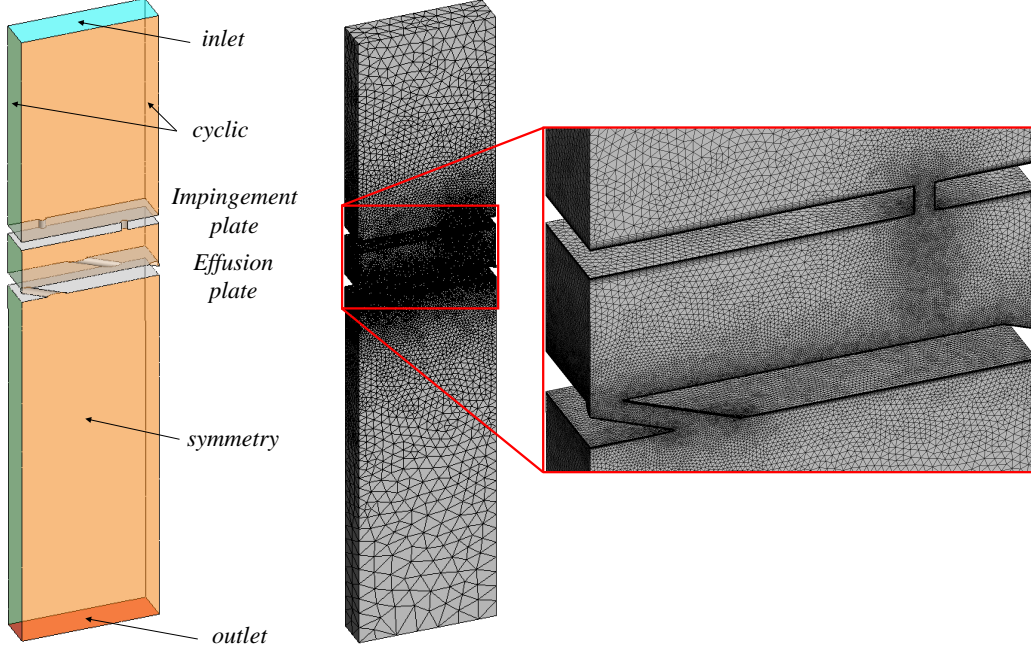 inlet
cyclic
Impingement
plate
Effusion
plate
symmetry
outlet